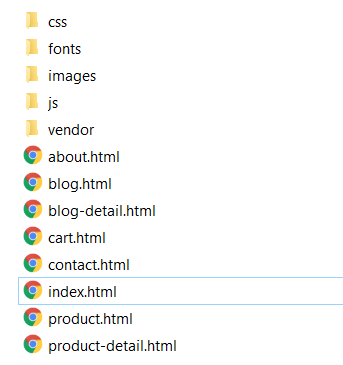 css
fonts
images
js
vendor
about.html
blog.html
blog-detail.html
cart.html
contact.html
index.html
product.html
product-detail.html